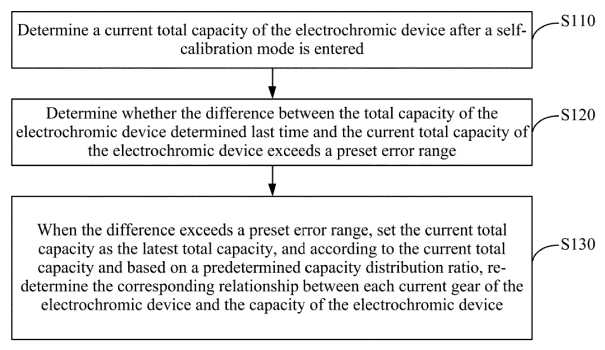 Determine a current total capacity of the electrochromic device after a self-
calibration mode is entered
S110
Determine whether the difference between the total capacity of the
electrochromic device determined last time and the current total capacity of
the electrochromic device exceeds a preset error range
S120
When the difference exceeds a preset error range, set the current total
capacity as the latest total capacity, and according to the current total
capacity and based on a predetermined capacity distribution ratio, re-
determine the corresponding relationship between each current gear of the
electrochromic device and the capacity of the electrochromic device
S130